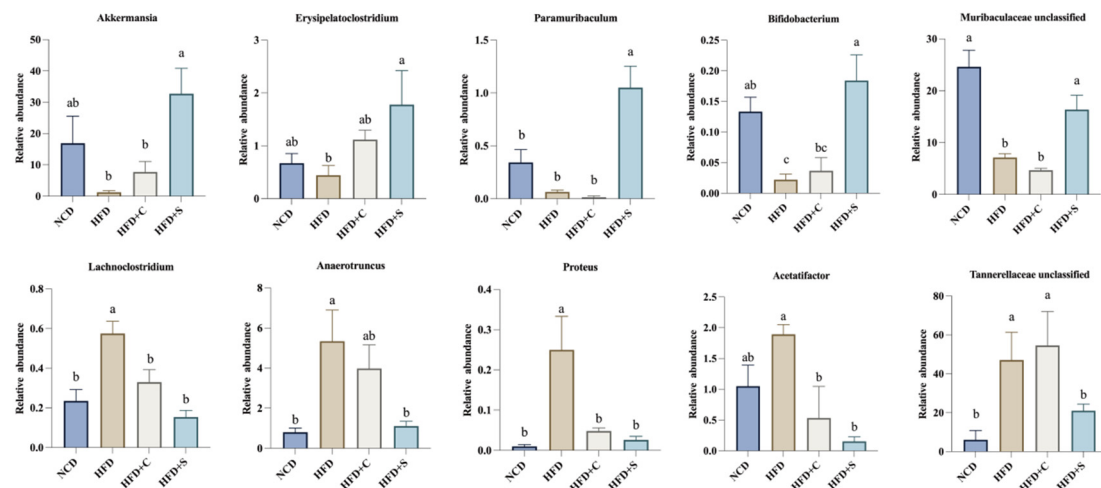 Akkermansia
Relative abundance
50
40
30
20
10
0
ab
b
b
a
NCD
HFD
HFD+C
HFD+S
Erysipelatoclostridium
Relative abundance
3
2
1
0
ab
b
ab
a
NCD
HFD
HFD+C
HFD+S
Paramuribaculum
Relative abundance
1.5
1.0
0.5
0.0
b
b
b
a
NCD
HFD
HFD+C
HFD+S
Bifidobacterium
Relative abundance
0.25
0.20
0.15
0.10
0.05
0.00
ab
c
bc
a
NCD
HFD
HFD+C
HFD+S
Muribaculaceae unclassified
Relative abundance
30
20
10
0
a
b
b
a
NCD
HFD
HFD+C
HFD+S
Lachnoclostridium
Relative abundance
0.8
0.6
0.4
0.2
0.0
b
a
b
b
NCD
HFD
HFD+C
HFD+S
Anaerotruncus
Relative abundance
8
6
4
2
0
b
a
ab
b
NCD
HFD
HFD+C
HFD+S
Proteus
Relative abundance
0.4
0.3
0.2
0.1
0.0
b
a
b
b
NCD
HFD
HFD+C
HFD+S
Acetatifactor
Relative abundance
2.5
2.0
1.5
1.0
0.5
0.0
ab
a
b
b
NCD
HFD
HFD+C
HFD+S
Tannerellaceae unclassified
Relative abundance
80
60
40
20
0
b
a
a
b
NCD
HFD
HFD+C
HFD+S